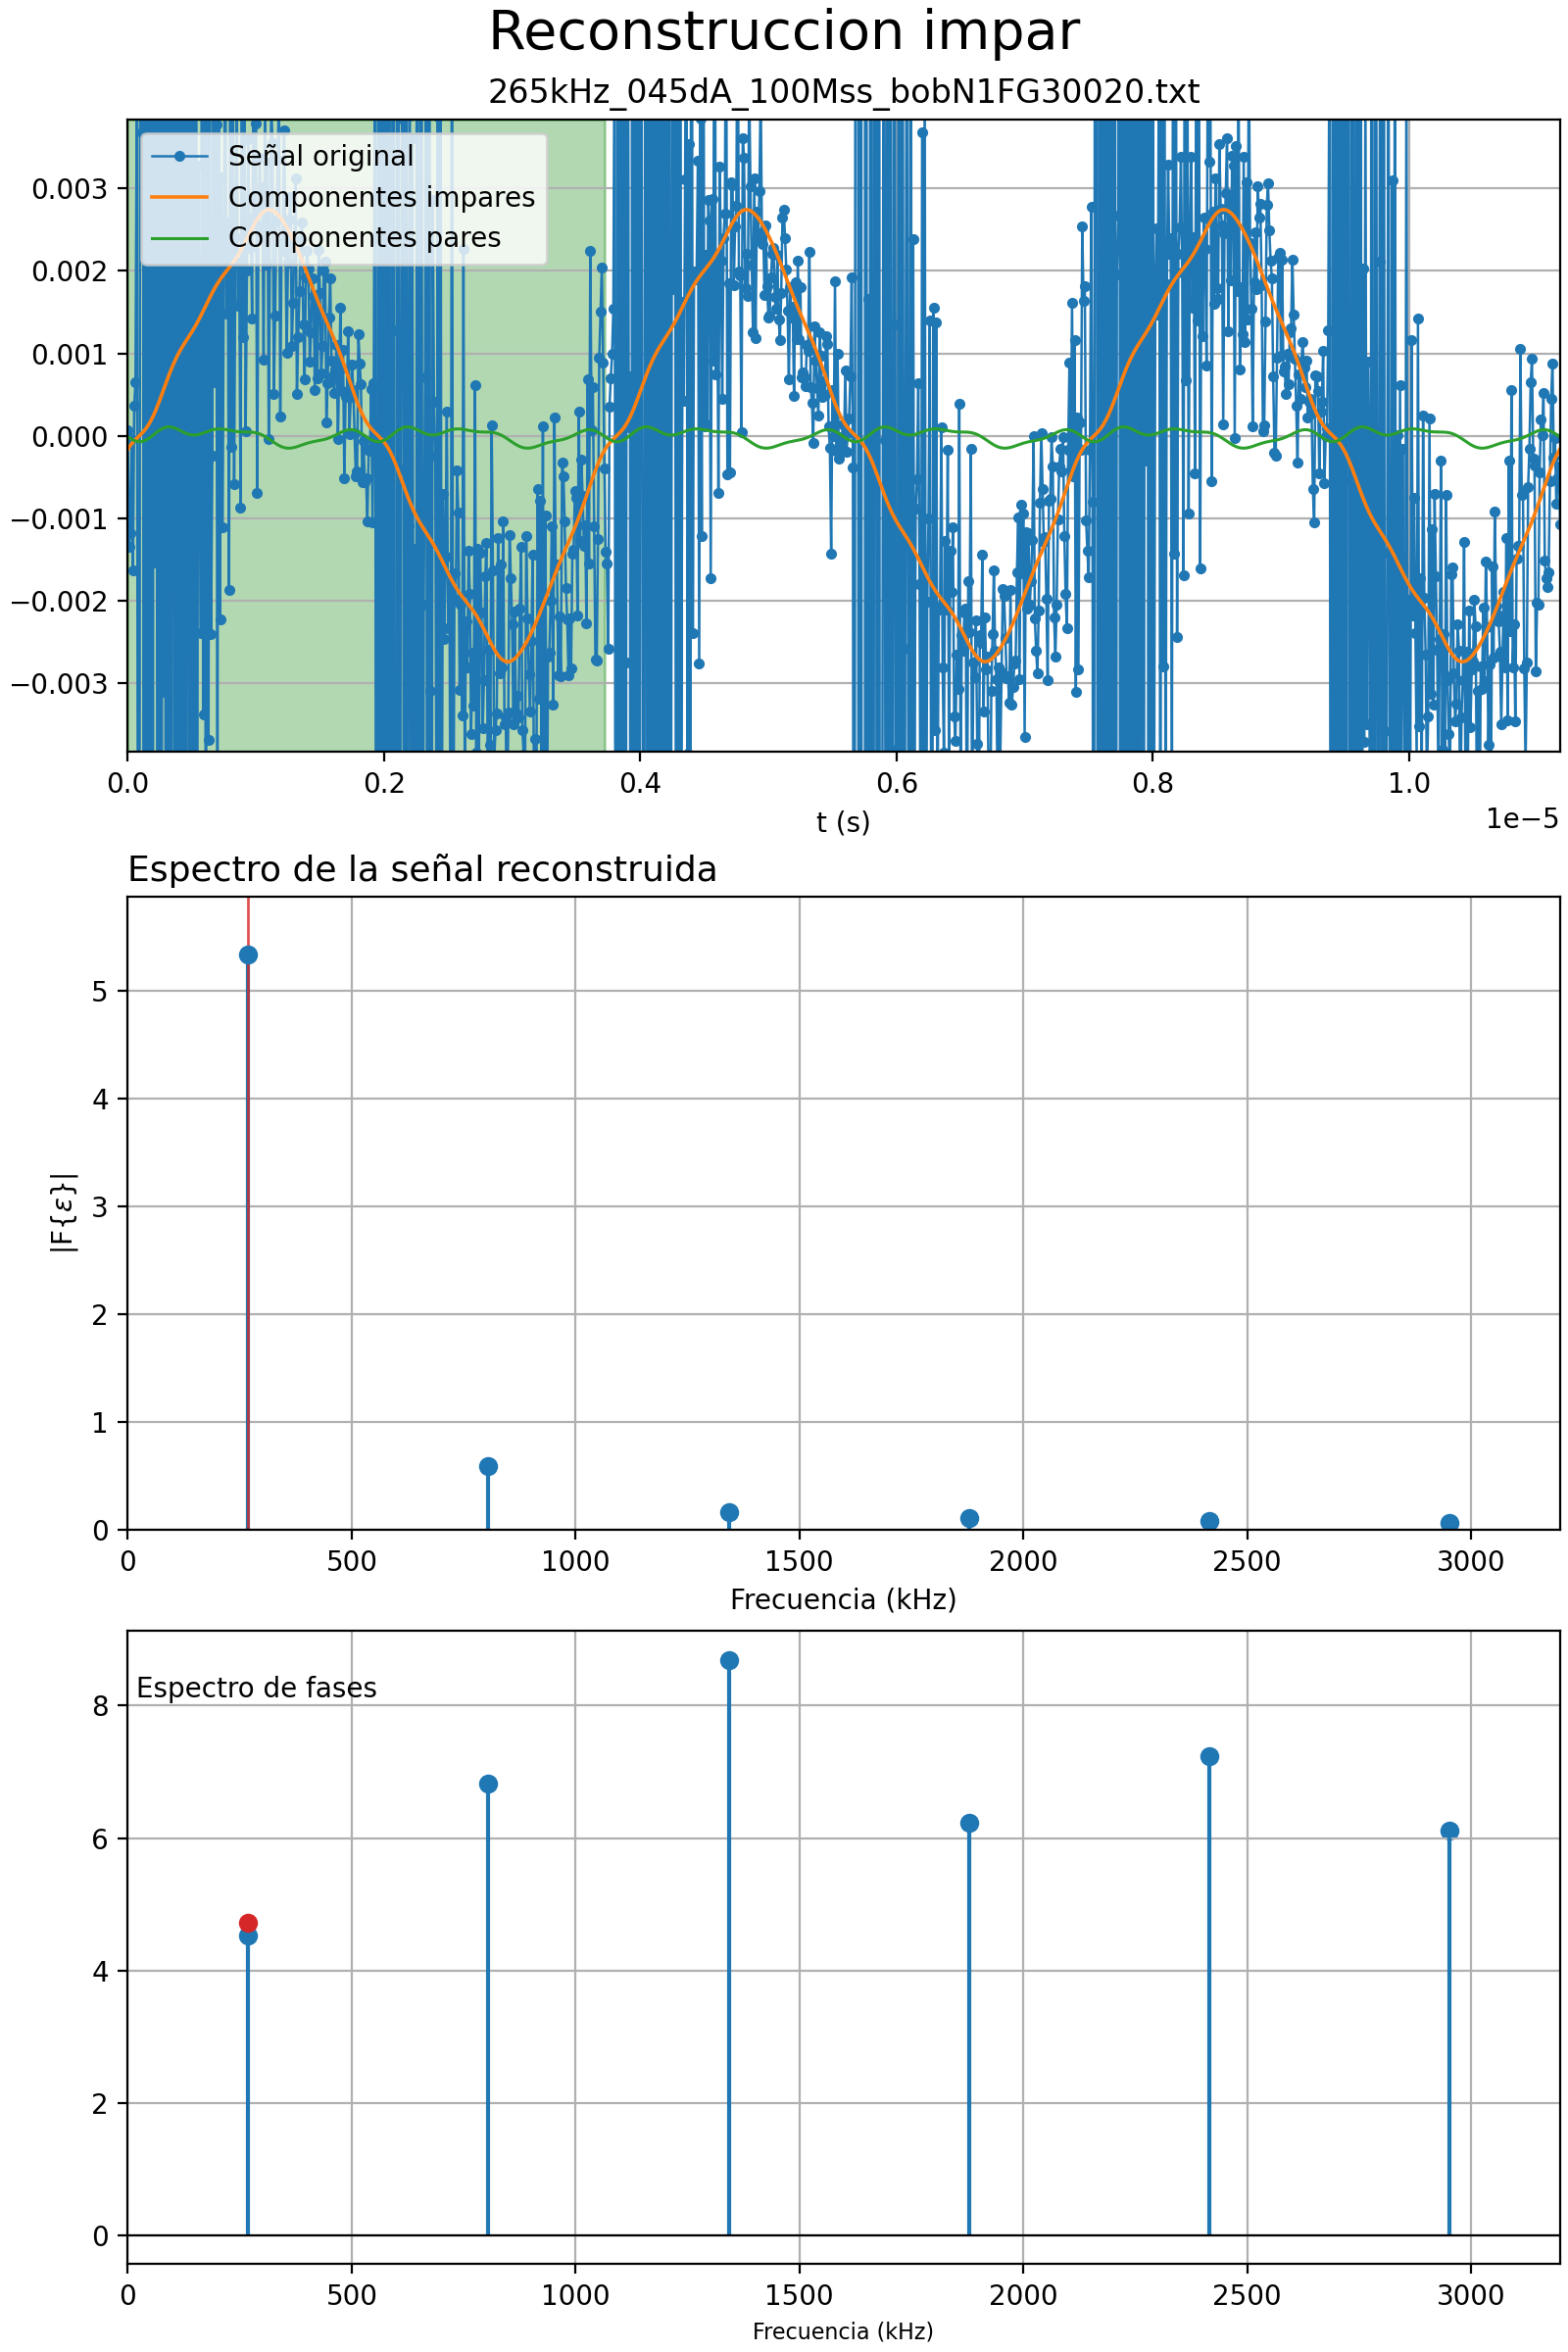 Reconstruccion impar
265kHz_045dA_100Mss_bobN1FG30020.txt
Señal original
Componentes impares
Componentes pares
0.003
0.002
0.001
0.000
−0.001
−0.002
−0.003
0.0 0.2 0.4 0.6 0.8 1.0
1e−5
t (s)
Espectro de la señal reconstruida
5
4
3
2
1
0
|F{ε}|
0 500 1000 1500 2000 2500 3000
Frecuencia (kHz)
Espectro de fases
8
6
4
2
0
0 500 1000 1500 2000 2500 3000
Frecuencia (kHz)